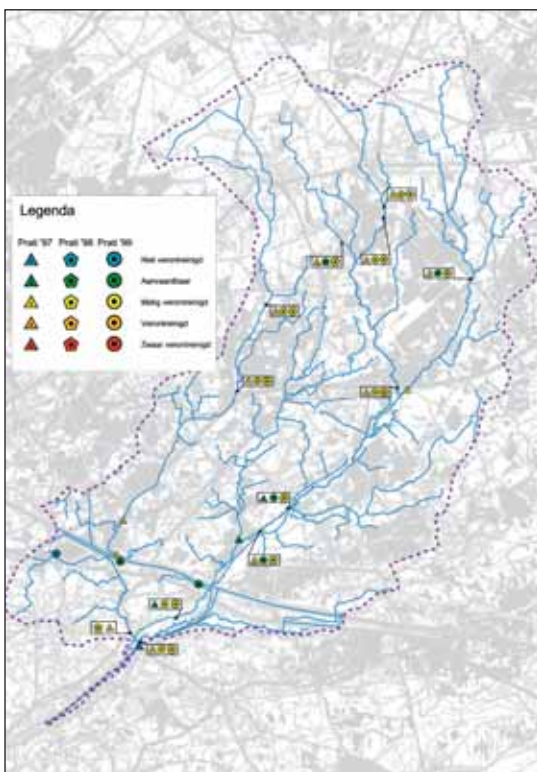 Legenda
Prati '97 Prati '98 Prati '99
Niet verontreinigd
Aanvaardbaar
Matig verontreinigd
Verontreinigd
Zwaar verontreinigd